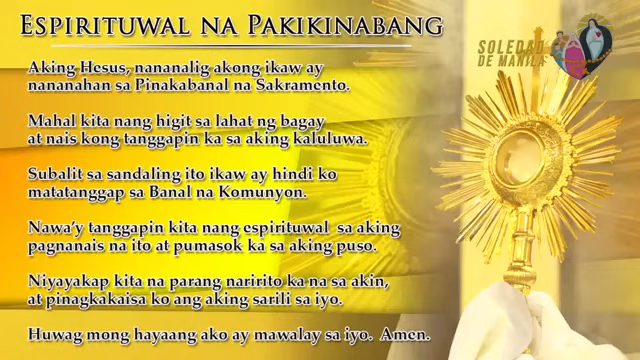 Espirituwal na Pakikinabang
SOLEDAD
DE MANILA
Aking Hesus, nananalig akong ikaw ay
nananahan sa Pinakabanal na Sakramento.
Mahal kita nang higit sa lahat ng bagay
at nais kong tanggapin ka sa aking kaluluwa.
Subalit sa sandaling ito ikaw ay hindi ko
matatanggap sa Banal na Komunyon.
Nawa'y tanggapin kita nang espirituwal sa aking
pagnanais na ito at pumasok ka sa aking puso.
Niyayakap kita na parang naririto ka na sa akin,
at pinagkakaisa ko ang aking sarili sa iyo.
Huwag mong hayaang ako ay mawalay sa iyo. Amen.